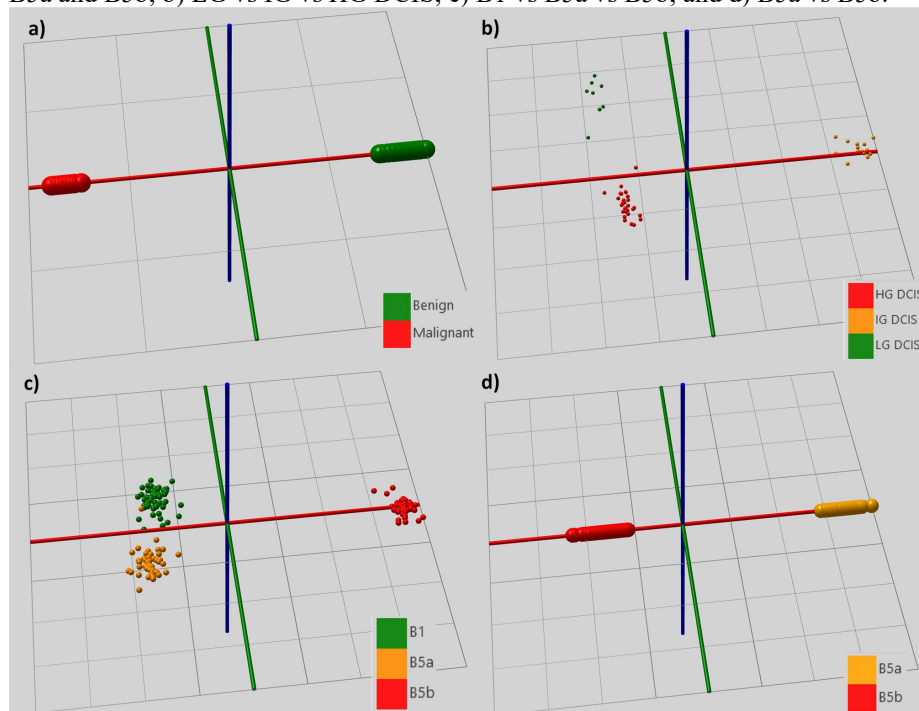 B5a and B5b; b) LG vs IG vs HG DCIS; c) B1 vs B5a vs B5b; and d) B5a vs B5b.
a)
Benign
Malignant
b)
HG DCIS
IG DCIS
LG DCIS
c)
B1
B5a
B5b
d)
B5a
B5b